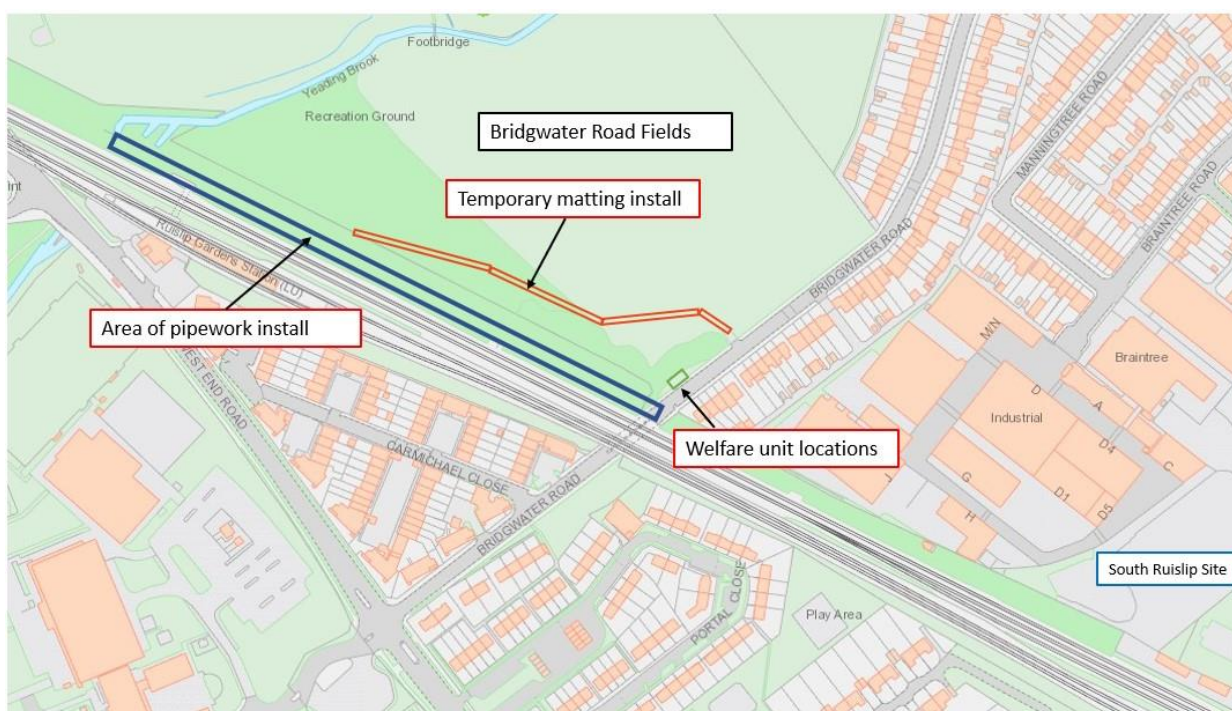 Footbridge
Yeading Brook
Recreation Ground
Bridgwater Road Fields
MANNINGTREE ROAD
BRAINTREE ROAD
Temporary matting install
BRIDGWATER ROAD
Int
Ruislip Gardens Station (LU)
Area of pipework install
M/N
Braintree
WEST END ROAD
D
A
Industrial
Welfare unit locations
D4
C
CARMICHAEL CLOSE
J
G
D1
D5
H
BRIDGWATER ROAD
South Ruislip Site
PORTAL CLOSE
Play Area